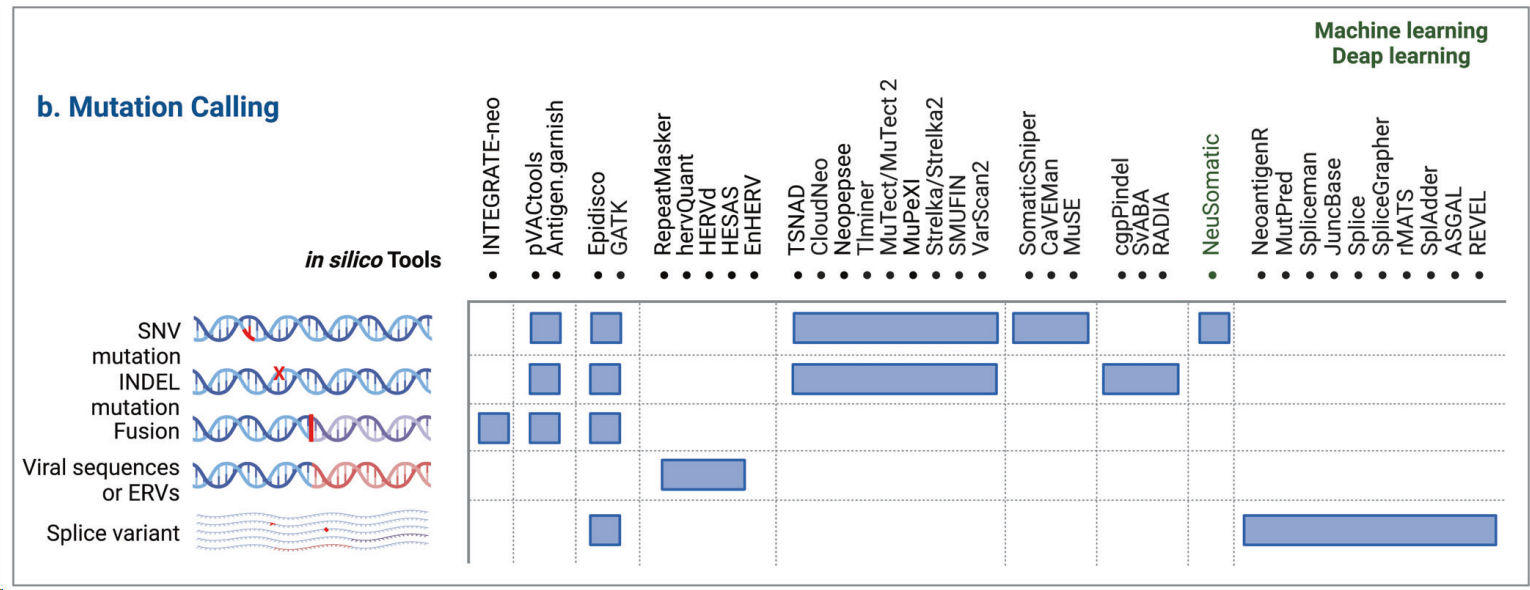 Machine learning
Deap learning
b. Mutation Calling
in silico Tools
INTEGRATE-neo
pVACtools
Antigen.garnish
Epidisco
GATK
RepeatMasker
hervQuant
HERVd
HESAS
EnHERV
TSNAD
CloudNeo
Neopepsee
TIminer
MuTect/MuTect 2
MuPeXI
Strelka/Strelka2
SMUFIN
VarScan2
SomaticSniper
CaVEMan
MuSE
cgpPindel
SvABA
RADIA
NeuSomatic
NeoantigenR
MutPred
Spliceman
JuncBase
Splice
SpliceGrapher
rMATS
SplAdder
ASGAL
REVEL
SNV
mutation
INDEL
X
mutation
Fusion
Viral sequences
or ERVs
Splice variant